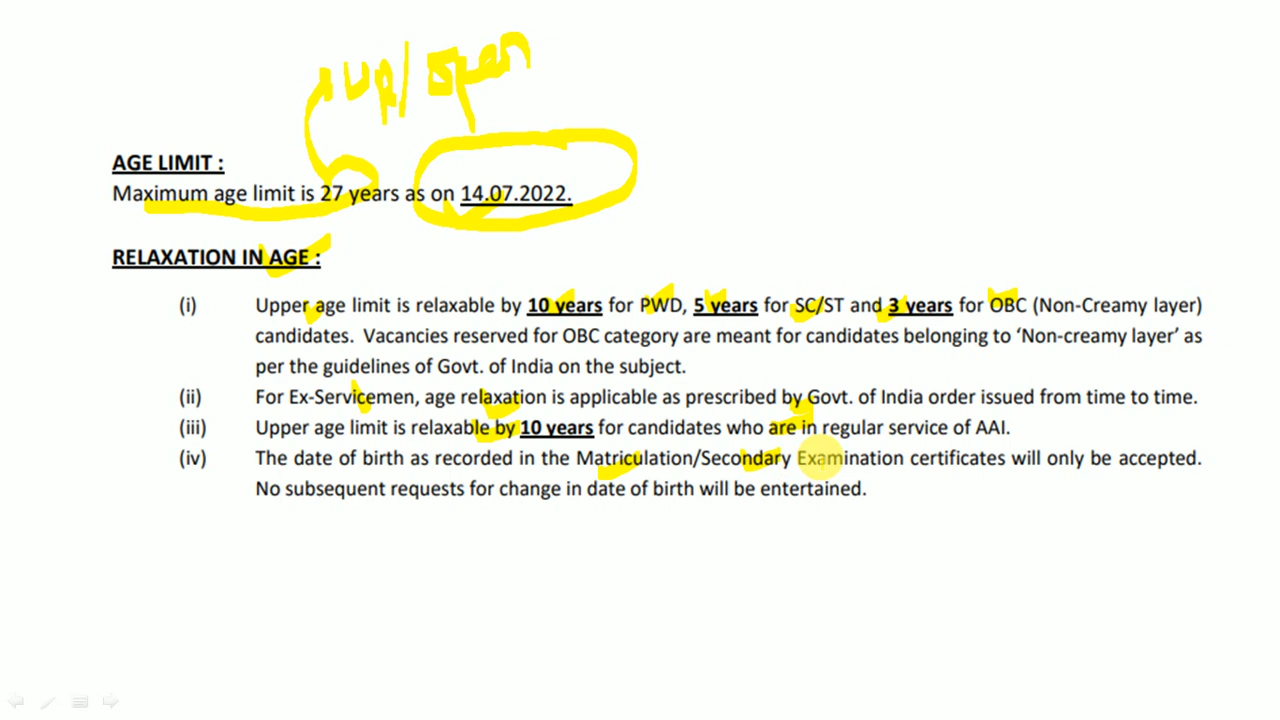 UR/ open
AGE LIMIT :
Maximum age limit is 27 years as on 14.07.2022.
RELAXATION IN AGE :
(i) Upper age limit is relaxable by 10 years for PWD, 5 years for SC/ST and 3 years for OBC (Non-Creamy layer)
candidates. Vacancies reserved for OBC category are meant for candidates belonging to ‘Non-creamy layer’ as
per the guidelines of Govt. of India on the subject.
(ii) For Ex-Servicemen, age relaxation is applicable as prescribed by Govt. of India order issued from time to time.
(iii) Upper age limit is relaxable by 10 years for candidates who are in regular service of AAI.
(iv) The date of birth as recorded in the Matriculation/Secondary Examination certificates will only be accepted.
No subsequent requests for change in date of birth will be entertained.